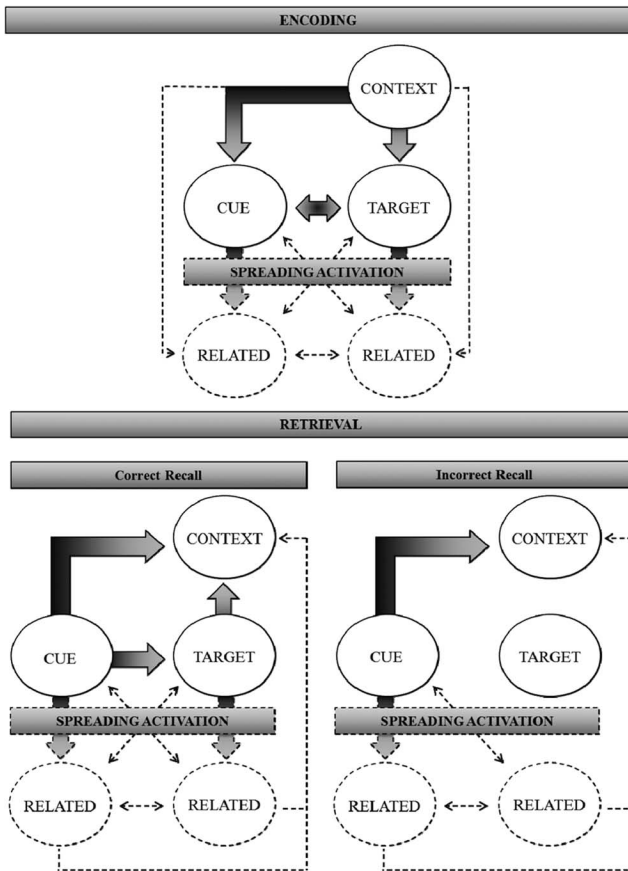 ENCODING
CONTEXT
CUE
TARGET
SPREADING ACTIVATION
RELATED
RELATED
RETRIEVAL
Correct Recall
Incorrect Recall
CONTEXT
CUE
TARGET
SPREADING ACTIVATION
RELATED
RELATED
CONTEXT
CUE
TARGET
SPREADING ACTIVATION
RELATED
RELATED